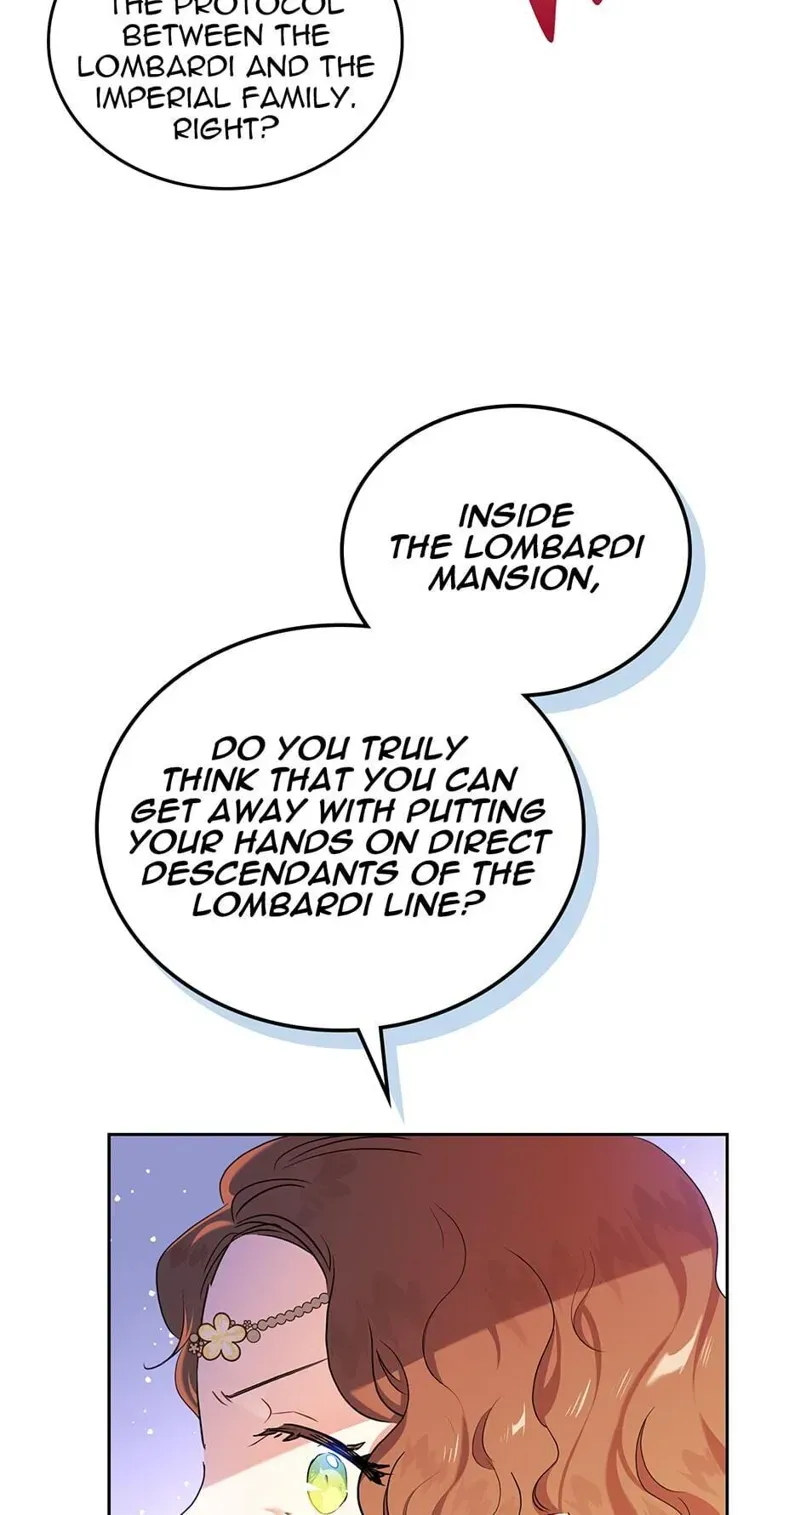 THE PROTOCOL
BETWEEN THE
LOMBARDI AND THE
IMPERIAL FAMILY.
RIGHT?
INSIDE
THE LOMBARDI
MANSION,
DO YOU TRULY
THINK THAT YOU CAN
GET AWAY WITH PUTTING
YOUR HANDS ON DIRECT
DESCENDANTS OF THE
LOMBARDI LINE?